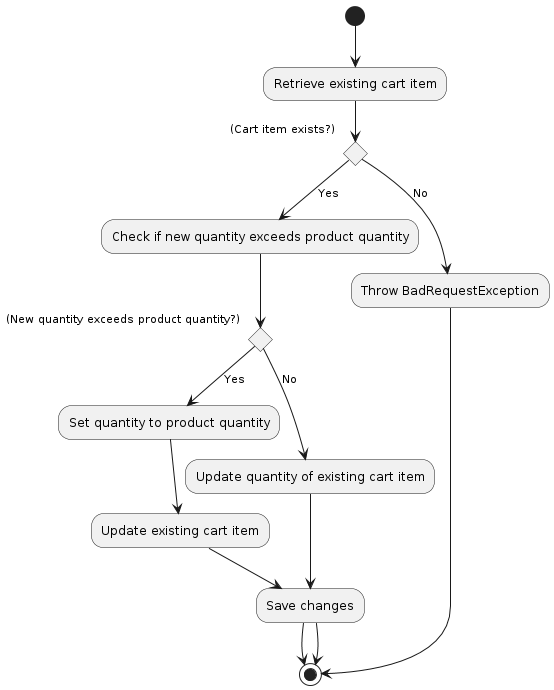 Retrieve existing cart item
(Cart item exists?)
Yes
No
Check if new quantity exceeds product quantity
Throw BadRequestException
(New quantity exceeds product quantity?)
Yes
No
Set quantity to product quantity
Update quantity of existing cart item
Update existing cart item
Save changes